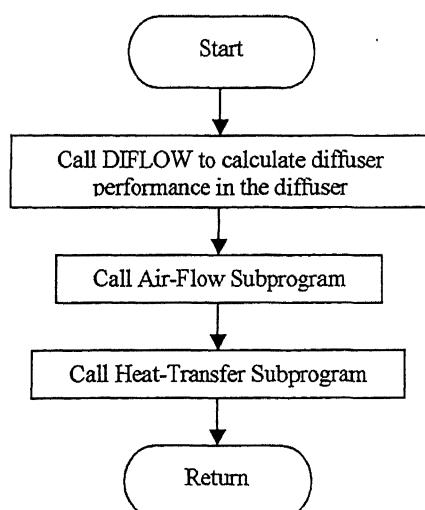 Start
Call DIFLOW to calculate diffuser
performance in the diffuser
Call Air-Flow Subprogram
Call Heat-Transfer Subprogram
Return